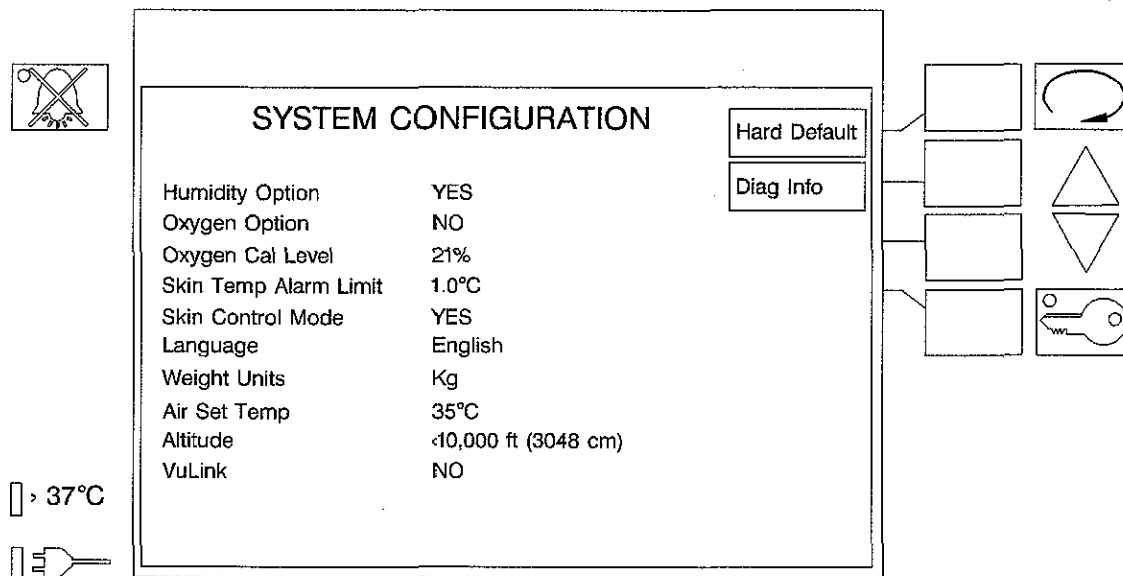 SYSTEM CONFIGURATION
Hard Default
Diag Info
Humidity Option YES
Oxygen Option NO
Oxygen Cal Level 21%
Skin Temp Alarm Limit 1.0°C
Skin Control Mode YES
Language English
Weight Units Kg
Air Set Temp 35°C
Altitude <10,000 ft (3048 cm)
VuLink NO
> 37°C